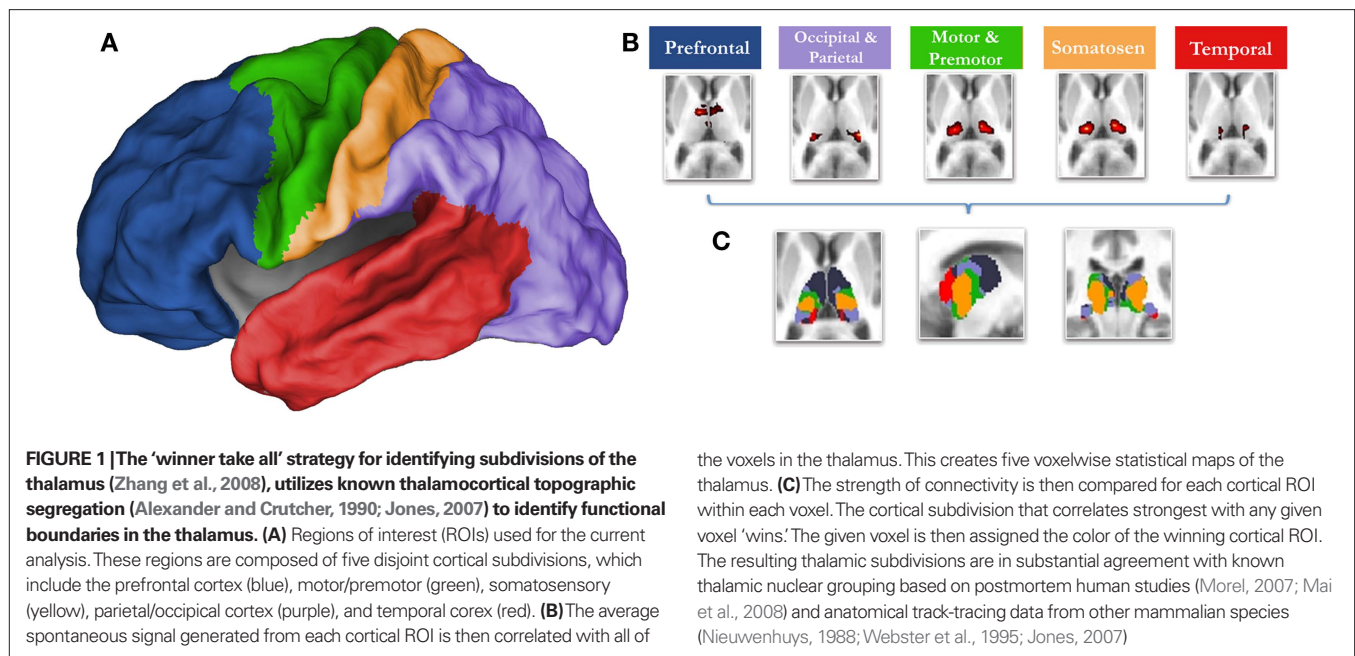 A
B
Prefrontal
Occipital &
Parietal
Motor &
Premotor
Somatosen
Temporal
C
FIGURE 1 | The ‘winner take all’ strategy for identifying subdivisions of the
thalamus (Zhang et al., 2008), utilizes known thalamocortical topographic
segregation (Alexander and Crutcher, 1990; Jones, 2007) to identify functional
boundaries in the thalamus. (A) Regions of interest (ROIs) used for the current
analysis. These regions are composed of five disjoint cortical subdivisions, which
include the prefrontal cortex (blue), motor/premotor (green), somatosensory
(yellow), parietal/occipical cortex (purple), and temporal corex (red). (B) The average
spontaneous signal generated from each cortical ROI is then correlated with all of
the voxels in the thalamus. This creates five voxelwise statistical maps of the
thalamus. (C) The strength of connectivity is then compared for each cortical ROI
within each voxel. The cortical subdivision that correlates strongest with any given
voxel ‘wins.’ The given voxel is then assigned the color of the winning cortical ROI.
The resulting thalamic subdivisions are in substantial agreement with known
thalamic nuclear grouping based on postmortem human studies (Morel, 2007; Mai
et al., 2008) and anatomical track-tracing data from other mammalian species
(Nieuwenhuys, 1988; Webster et al., 1995; Jones, 2007)